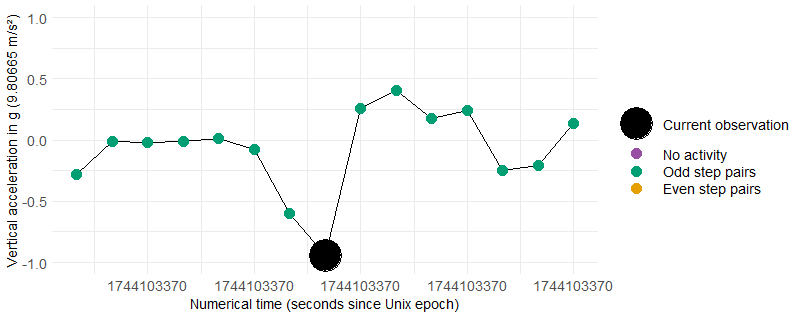 Vertical acceleration in g (9.80665 m/s²)
1.0
0.5
0.0
-0.5
-1.0
1744103370 1744103370 1744103370 1744103370 1744103370
Numerical time (seconds since Unix epoch)
Current observation
No activity
Odd step pairs
Even step pairs